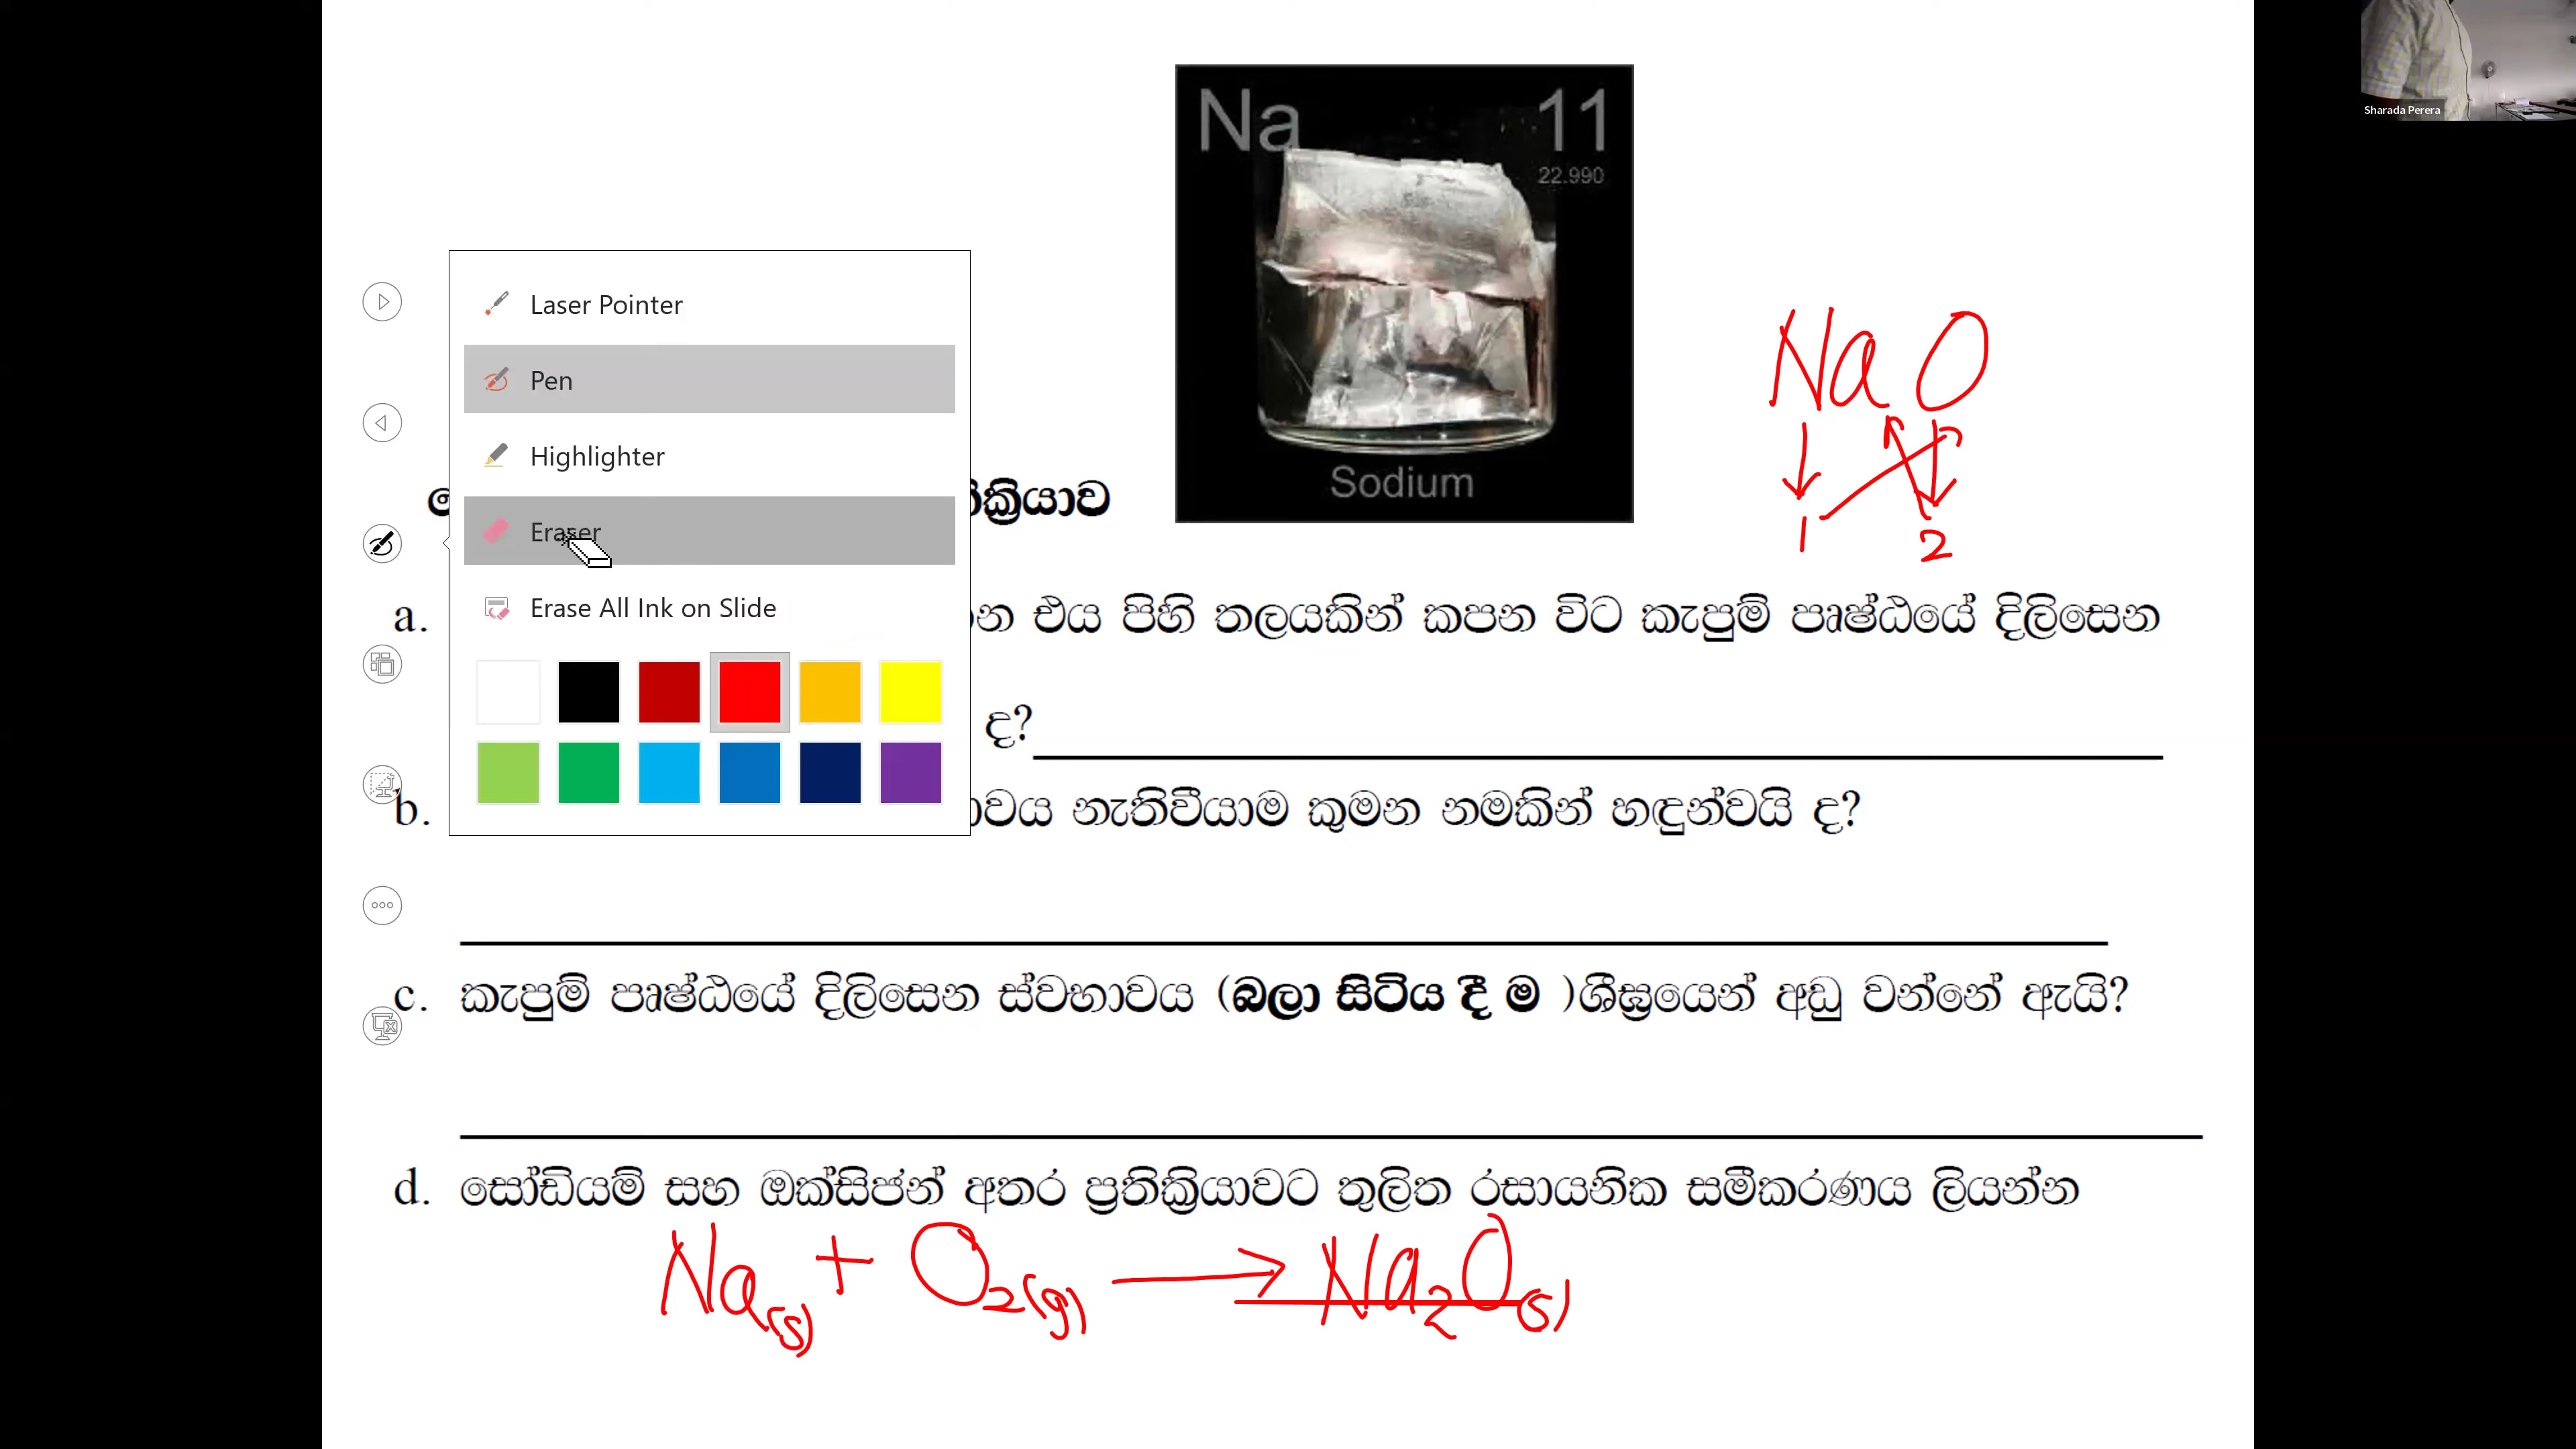 Sharada Perera
Na 11
22.990
Sodium
Na O
1 2
Laser Pointer
Pen
Highlighter
Eraser
Erase All Ink on Slide
a. එය පිහි තලයකින් කපන විට කැපුම් පෘෂ්ඨයේ දිලිසෙන
ද?
b. නැතිවීයාම කුමන නමකින් හඳුන්වයි ද?
c. කැපුම් පෘෂ්ඨයේ දිලිසෙන ස්වභාවය (බලා සිටිය දී ම )ශීඝ්‍රයෙන් අඩු වන්නේ ඇයි?
d. සෝඩියම් සහ ඔක්සිජන් අතර ප්‍රතික්‍රියාවට තුලිත රසායනික සමීකරණය ලියන්න
Na(s) + O2(g) → Na2O(s)